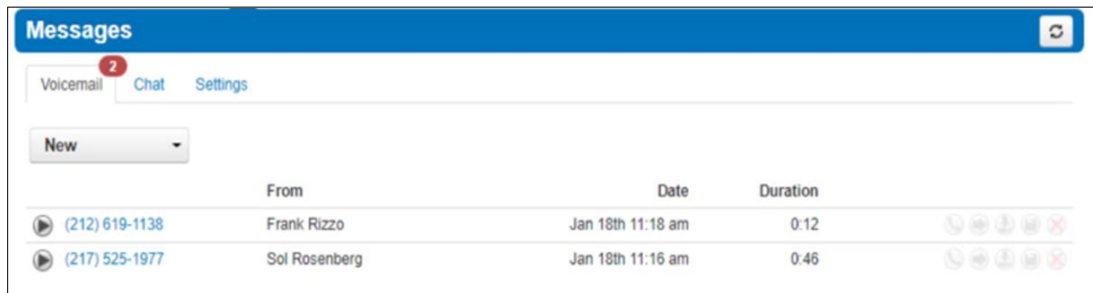 Messages
2
Voicemail Chat Settings
New
From Date Duration
(212) 619-1138 Frank Rizzo Jan 18th 11:18 am 0:12
(217) 525-1977 Sol Rosenberg Jan 18th 11:16 am 0:46